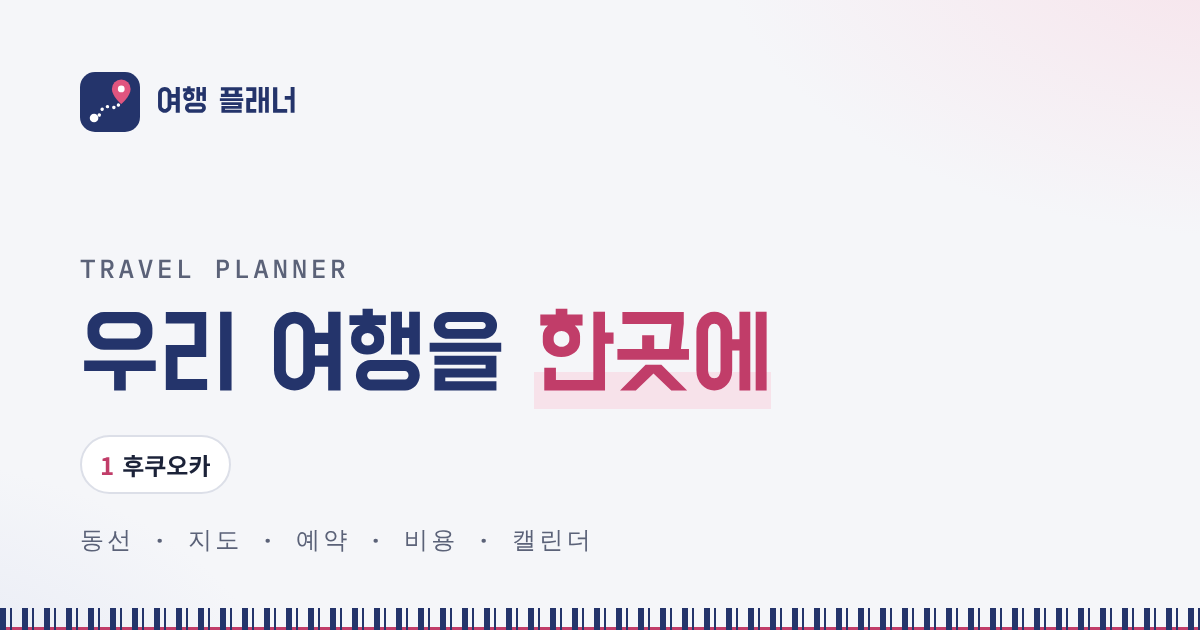 여행 플래너
TRAVEL PLANNER
우리 여행을 한곳에
1 후쿠오카
동선 · 지도 · 예약 · 비용 · 캘린더